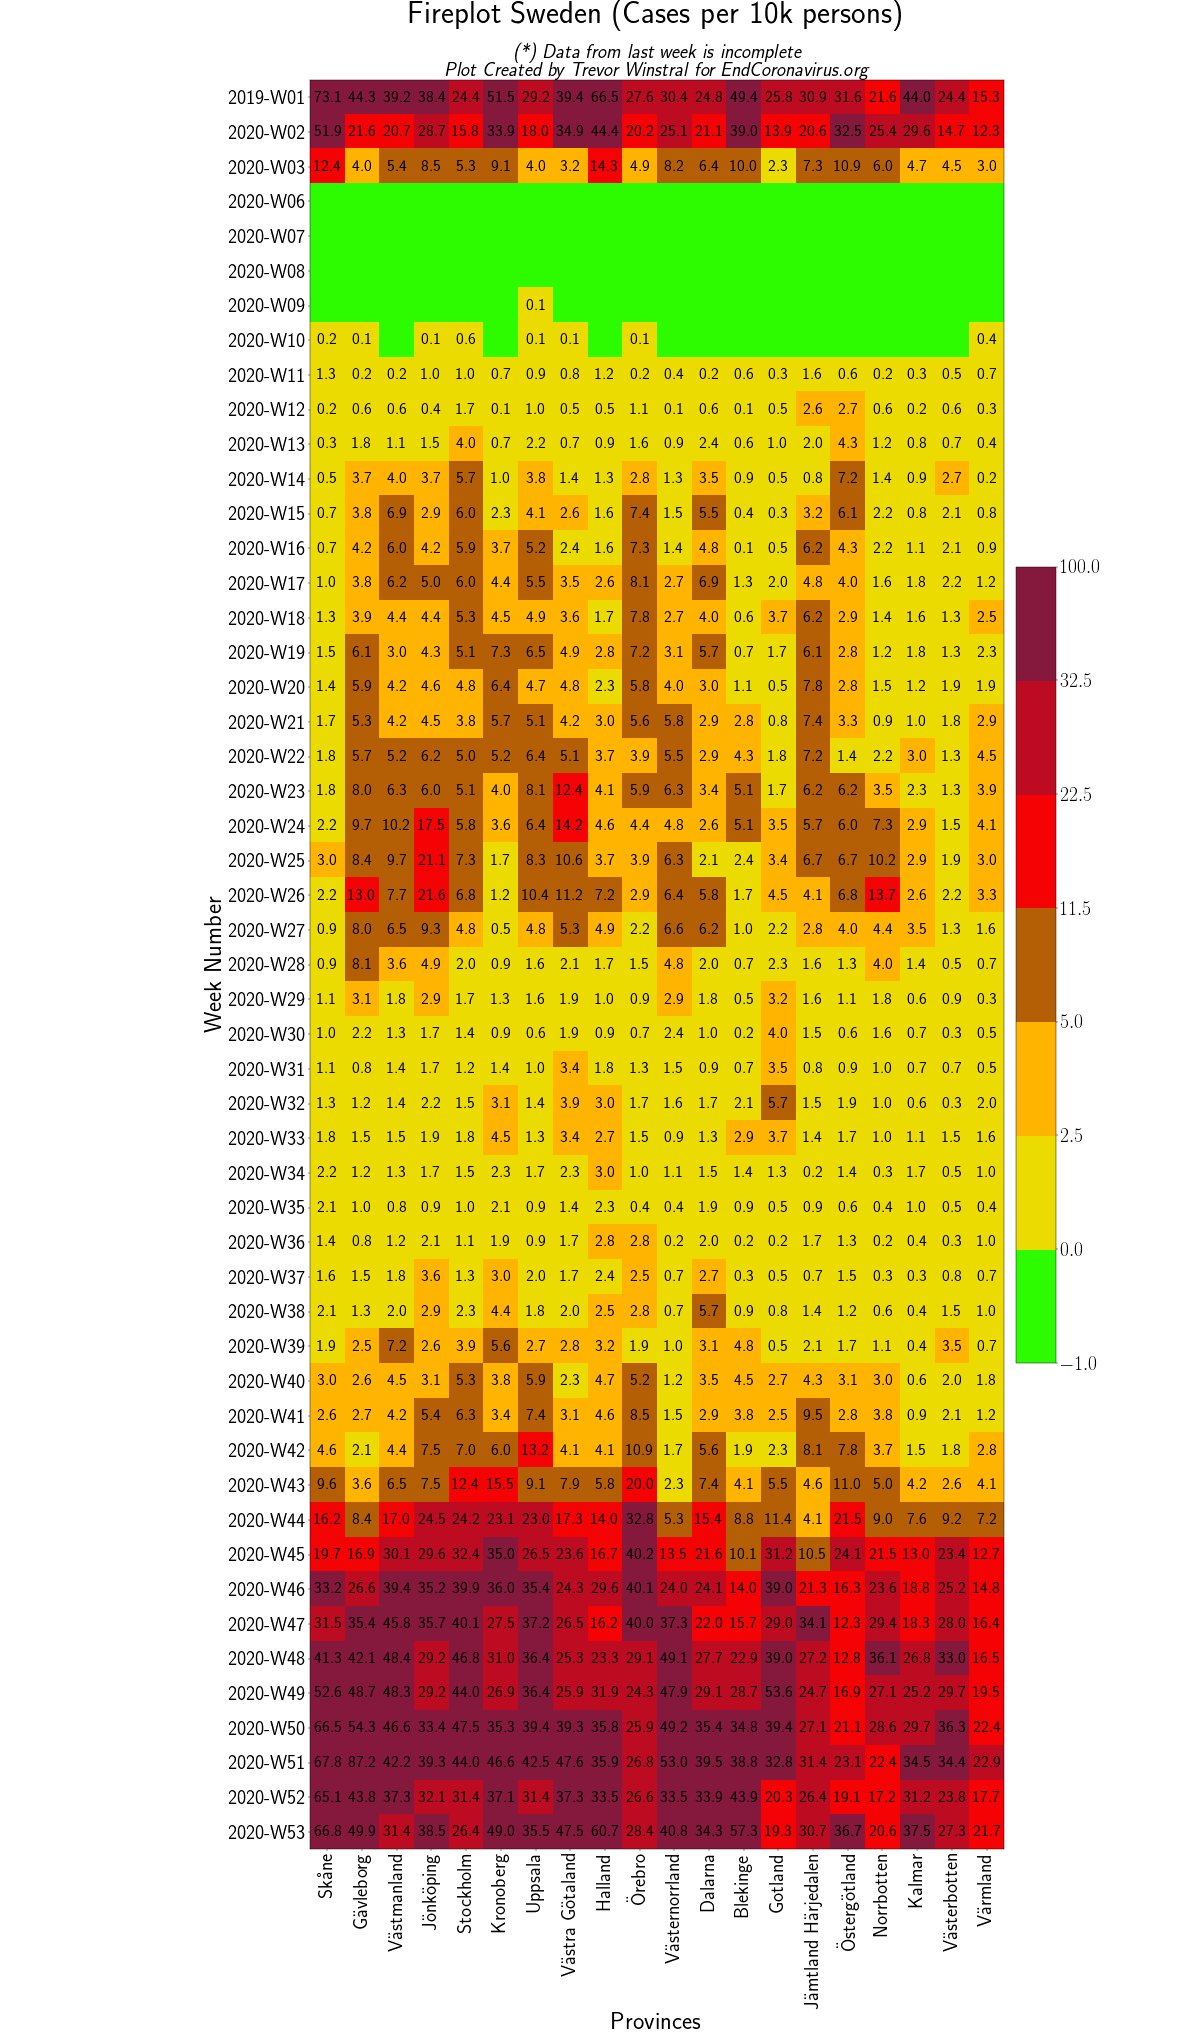 Fireplot Sweden (Cases per 10k persons)
(*) Data from last week is incomplete
Plot Created by Trevor Winstral for EndCoronavirus.org
2019-W01 73.1 44.3 39.2 38.4 24.4 51.5 29.2 39.4 66.5 27.6 30.4 24.8 49.4 25.8 30.9 31.6 21.6 44.0 24.4 15.3
2020-W02 51.9 21.6 20.7 28.7 15.8 33.9 18.0 34.9 44.4 20.2 25.1 21.1 39.0 13.9 20.6 32.5 25.4 29.6 14.7 12.3
2020-W03 12.4 4.0 5.4 8.5 5.3 9.1 4.0 3.2 14.3 4.9 8.2 6.4 10.0 2.3 7.3 10.9 6.0 4.7 4.5 3.0
2020-W06
2020-W07
2020-W08
2020-W09 0.1
2020-W10 0.2 0.1 0.1 0.6 0.1 0.1 0.1 0.4
2020-W11 1.3 0.2 0.2 1.0 1.0 0.7 0.9 0.8 1.2 0.2 0.4 0.2 0.6 0.3 1.6 0.6 0.2 0.3 0.5 0.7
2020-W12 0.2 0.6 0.6 0.4 1.7 0.1 1.0 0.5 0.5 1.1 0.1 0.6 0.1 0.5 2.6 2.7 0.6 0.2 0.6 0.3
2020-W13 0.3 1.8 1.1 1.5 4.0 0.7 2.2 0.7 0.9 1.6 0.9 2.4 0.6 1.0 2.0 4.3 1.2 0.8 0.7 0.4
2020-W14 0.5 3.7 4.0 3.7 5.7 1.0 3.8 1.4 1.3 2.8 1.3 3.5 0.9 0.5 0.8 7.2 1.4 0.9 2.7 0.2
2020-W15 0.7 3.8 6.9 2.9 6.0 2.3 4.1 2.6 1.6 7.4 1.5 5.5 0.4 0.3 3.2 6.1 2.2 0.8 2.1 0.8
2020-W16 0.7 4.2 6.0 4.2 5.9 3.7 5.2 2.4 1.6 7.3 1.4 4.8 0.1 0.5 6.2 4.3 2.2 1.1 2.1 0.9
2020-W17 1.0 3.8 6.2 5.0 6.0 4.4 5.5 3.5 2.6 8.1 2.7 6.9 1.3 2.0 4.8 4.0 1.6 1.8 2.2 1.2
2020-W18 1.3 3.9 4.4 4.4 5.3 4.5 4.9 3.6 1.7 7.8 2.7 4.0 0.6 3.7 6.2 2.9 1.4 1.6 1.3 2.5
2020-W19 1.5 6.1 3.0 4.3 5.1 7.3 6.5 4.9 2.8 7.2 3.1 5.7 0.7 1.7 6.1 2.8 1.2 1.8 1.3 2.3
2020-W20 1.4 5.9 4.2 4.6 4.8 6.4 4.7 4.8 2.3 5.8 4.0 3.0 1.1 0.5 7.8 2.8 1.5 1.2 1.9 1.9
2020-W21 1.7 5.3 4.2 4.5 3.8 5.7 5.1 4.2 3.0 5.6 5.8 2.9 2.8 0.8 7.4 3.3 0.9 1.0 1.8 2.9
2020-W22 1.8 5.7 5.2 6.2 5.0 5.2 6.4 5.1 3.7 3.9 5.5 2.9 4.3 1.8 7.2 1.4 2.2 3.0 1.3 4.5
2020-W23 1.8 8.0 6.3 6.0 5.1 4.0 8.1 12.4 4.1 5.9 6.3 3.4 5.1 1.7 6.2 6.2 3.5 2.3 1.3 3.9
2020-W24 2.2 9.7 10.2 17.5 5.8 3.6 6.4 14.2 4.6 4.4 4.8 2.6 5.1 3.5 5.7 6.0 7.3 2.9 1.5 4.1
2020-W25 3.0 8.4 9.7 21.1 7.3 1.7 8.3 10.6 3.7 3.9 6.3 2.1 2.4 3.4 6.7 6.7 10.2 2.9 1.9 3.0
2020-W26 2.2 13.0 7.7 21.6 6.8 1.2 10.4 11.2 7.2 2.9 6.4 5.8 1.7 4.5 4.1 6.8 13.7 2.6 2.2 3.3
2020-W27 0.9 8.0 6.5 9.3 4.8 0.5 4.8 5.3 4.9 2.2 6.6 6.2 1.0 2.2 2.8 4.0 4.4 3.5 1.3 1.6
2020-W28 0.9 8.1 3.6 4.9 2.0 0.9 1.6 2.1 1.7 1.5 4.8 2.0 0.7 2.3 1.6 1.3 4.0 1.4 0.5 0.7
2020-W29 1.1 3.1 1.8 2.9 1.7 1.3 1.6 1.9 1.0 0.9 2.9 1.8 0.5 3.2 1.6 1.1 1.8 0.6 0.9 0.3
2020-W30 1.0 2.2 1.3 1.7 1.4 0.9 0.6 1.9 0.9 0.7 2.4 1.0 0.2 4.0 1.5 0.6 1.6 0.7 0.3 0.5
2020-W31 1.1 0.8 1.4 1.7 1.2 1.4 1.0 3.4 1.8 1.3 1.5 0.9 0.7 3.5 0.8 0.9 1.0 0.7 0.7 0.5
2020-W32 1.3 1.2 1.4 2.2 1.5 3.1 1.4 3.9 3.0 1.7 1.6 1.7 2.1 5.7 1.5 1.9 1.0 0.6 0.3 2.0
2020-W33 1.8 1.5 1.5 1.9 1.8 4.5 1.3 3.4 2.7 1.5 0.9 1.3 2.9 3.7 1.4 1.7 1.0 1.1 1.5 1.6
2020-W34 2.2 1.2 1.3 1.7 1.5 2.3 1.7 2.3 3.0 1.0 1.1 1.5 1.4 1.3 0.2 1.4 0.3 1.7 0.5 1.0
2020-W35 2.1 1.0 0.8 0.9 1.0 2.1 0.9 1.4 2.3 0.4 0.4 1.9 0.9 0.5 0.9 0.6 0.4 1.0 0.5 0.4
2020-W36 1.4 0.8 1.2 2.1 1.1 1.9 0.9 1.7 2.8 2.8 0.2 2.0 0.2 0.2 1.7 1.3 0.2 0.4 0.3 1.0
2020-W37 1.6 1.5 1.8 3.6 1.3 3.0 2.0 1.7 2.4 2.5 0.7 2.7 0.3 0.5 0.7 1.5 0.3 0.3 0.8 0.7
2020-W38 2.1 1.3 2.0 2.9 2.3 4.4 1.8 2.0 2.5 2.8 0.7 5.7 0.9 0.8 1.4 1.2 0.6 0.4 1.5 1.0
2020-W39 1.9 2.5 7.2 2.6 3.9 5.6 2.7 2.8 3.2 1.9 1.0 3.1 4.8 0.5 2.1 1.7 1.1 0.4 3.5 0.7
2020-W40 3.0 2.6 4.5 3.1 5.3 3.8 5.9 2.3 4.7 5.2 1.2 3.5 4.5 2.7 4.3 3.1 3.0 0.6 2.0 1.8
2020-W41 2.6 2.7 4.2 5.4 6.3 3.4 7.4 3.1 4.6 8.5 1.5 2.9 3.8 2.5 9.5 2.8 3.8 0.9 2.1 1.2
2020-W42 4.6 2.1 4.4 7.5 7.0 6.0 13.2 4.1 4.1 10.9 1.7 5.6 1.9 2.3 8.1 7.8 3.7 1.5 1.8 2.8
2020-W43 9.6 3.6 6.5 7.5 12.4 15.5 9.1 7.9 5.8 20.0 2.3 7.4 4.1 5.5 4.6 11.0 5.0 4.2 2.6 4.1
2020-W44 16.2 8.4 17.0 24.5 24.2 23.1 23.0 17.3 14.0 32.8 5.3 15.4 8.8 11.4 4.1 21.5 9.0 7.6 9.2 7.2
2020-W45 19.7 16.9 30.1 29.6 32.4 35.0 26.5 23.6 16.7 40.2 13.5 21.6 10.1 31.2 10.5 24.1 21.5 13.0 23.4 12.7
2020-W46 33.2 26.6 39.4 35.2 39.9 36.0 35.4 24.3 29.6 40.1 24.0 24.1 14.0 39.0 21.3 16.3 23.6 18.8 25.2 14.8
2020-W47 31.5 35.4 45.8 35.7 40.1 27.5 37.2 26.5 16.2 40.0 37.3 22.0 15.7 29.0 34.1 12.3 29.4 18.3 28.0 16.4
2020-W48 41.3 42.1 48.4 29.2 46.8 31.0 36.4 25.3 23.3 29.1 49.1 27.7 22.9 39.0 27.2 12.8 36.1 26.8 33.0 16.5
2020-W49 52.6 48.7 48.3 29.2 44.0 26.9 36.4 25.9 31.9 24.3 47.9 29.1 28.7 53.6 24.7 16.9 27.1 25.2 29.7 19.5
2020-W50 66.5 54.3 46.6 33.4 47.5 35.3 39.4 39.3 35.8 25.9 49.2 35.4 34.8 39.4 27.1 21.1 28.6 29.7 36.3 22.4
2020-W51 67.8 87.2 42.2 39.3 44.0 46.6 42.5 47.6 35.9 26.8 53.0 39.5 38.8 32.8 31.4 23.1 22.4 34.5 34.4 22.9
2020-W52 65.1 43.8 37.3 32.1 31.4 37.1 31.4 37.3 33.5 26.6 33.5 33.9 43.9 20.3 26.4 19.1 17.2 31.2 23.8 17.7
2020-W53 66.8 49.9 31.4 38.5 26.4 49.0 35.5 47.5 60.7 28.4 40.8 34.3 57.3 19.3 30.7 36.7 20.6 37.5 27.3 21.7
Week Number
Skåne
Gävleborg
Västmanland
Jönköping
Stockholm
Kronoberg
Uppsala
Västra Götaland
Halland
Örebro
Västernorrland
Dalarna
Blekinge
Gotland
Jämtland Härjedalen
Östergötland
Norrbotten
Kalmar
Västerbotten
Värmland
Provinces
100.0
32.5
22.5
11.5
5.0
2.5
0.0
−1.0